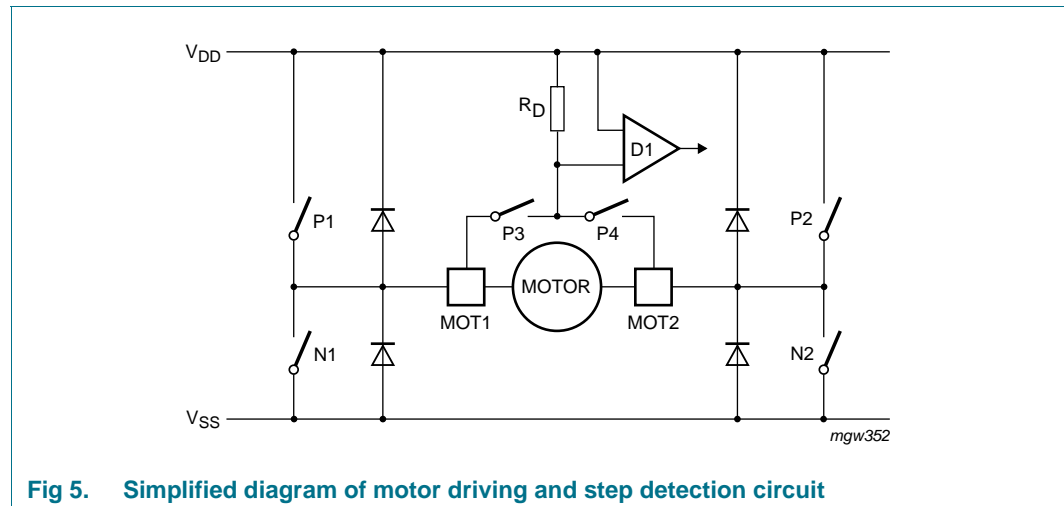 VDD
RD
D1
P1
P3
P4
P2
MOTOR
MOT1
MOT2
N1
N2
VSS
mgw352
Fig 5. Simplified diagram of motor driving and step detection circuit